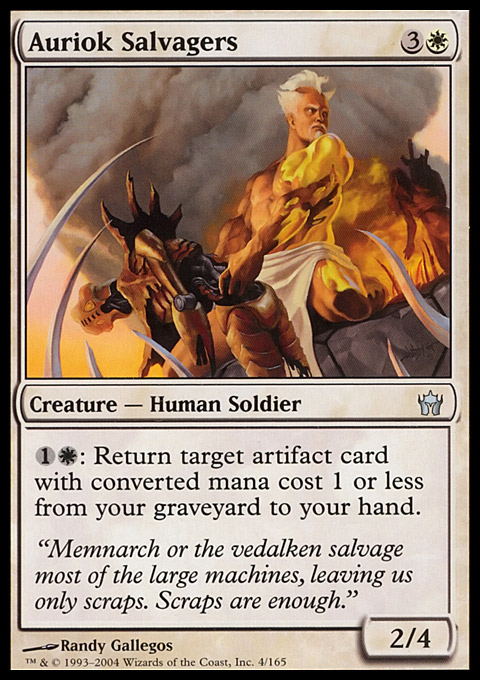 Auriok Salvagers 3
Creature — Human Soldier
1 : Return target artifact card
with converted mana cost 1 or less
from your graveyard to your hand.
“Memnarch or the vedalken salvage
most of the large machines, leaving us
only scraps. Scraps are enough.”
Randy Gallegos
2/4
™ & © 1993–2004 Wizards of the Coast, Inc. 4/165